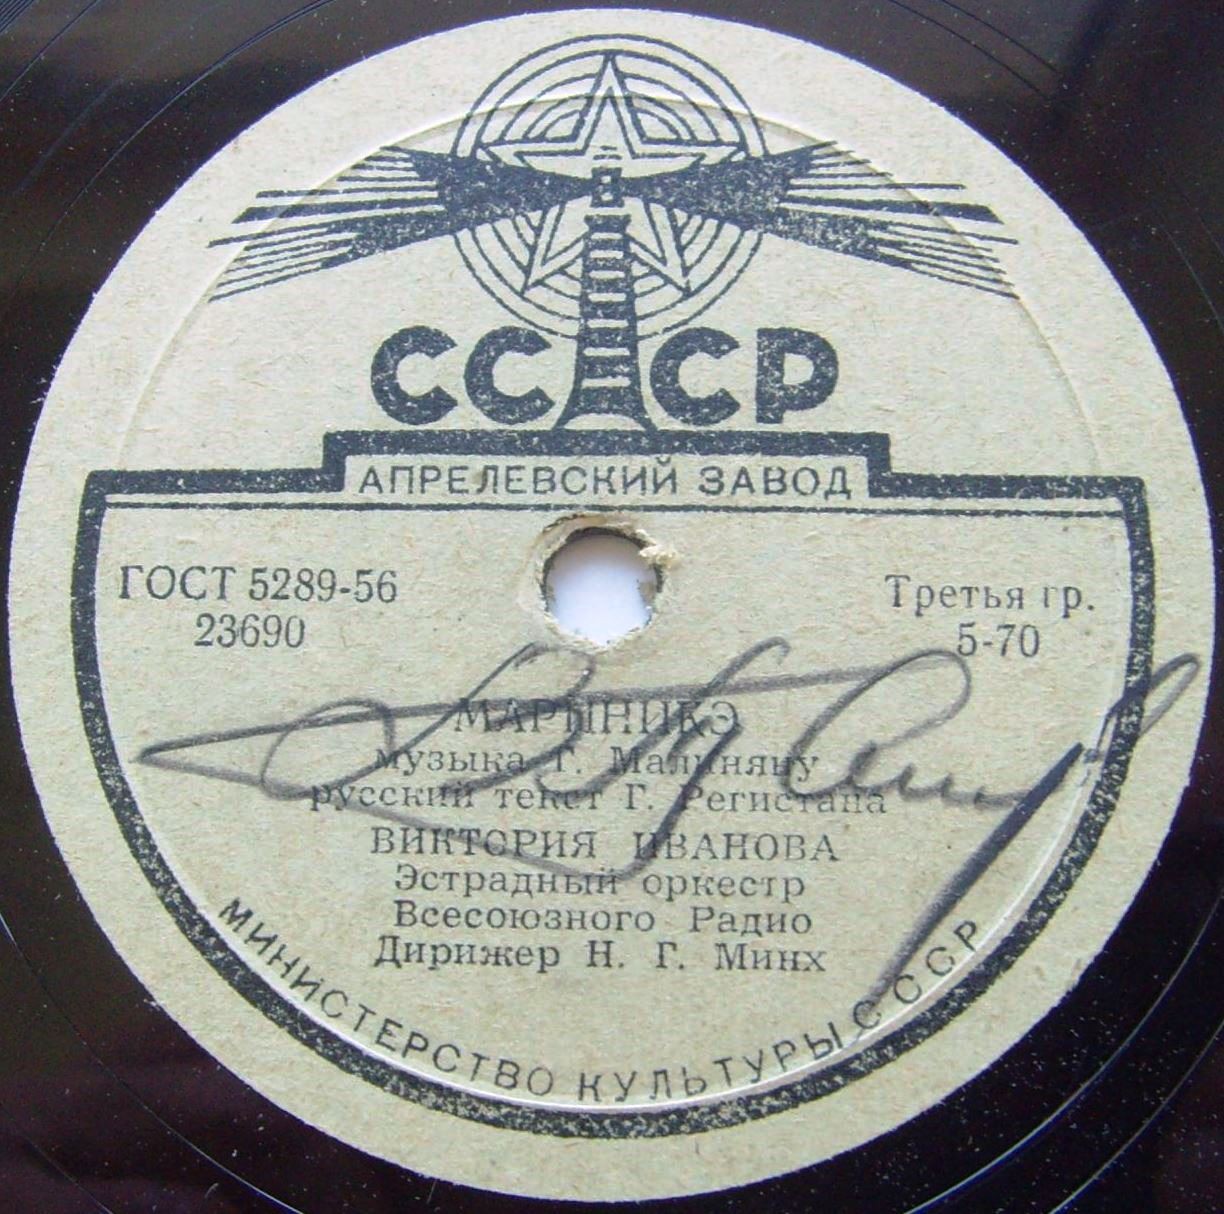 СССР
АПРЕЛЕВСКИЙ ЗАВОД
ГОСТ 5289-56
23690
Третья гр.
5-70
МАРИНИКЭ
музыка Г. Малиняну
русский текст Г. Регистана
ВИКТОРИЯ ИВАНОВА
Эстрадный оркестр
Всесоюзного Радио
Дирижер Н. Г. Минх
МИНИСТЕРСТВО КУЛЬТУРЫ СССР